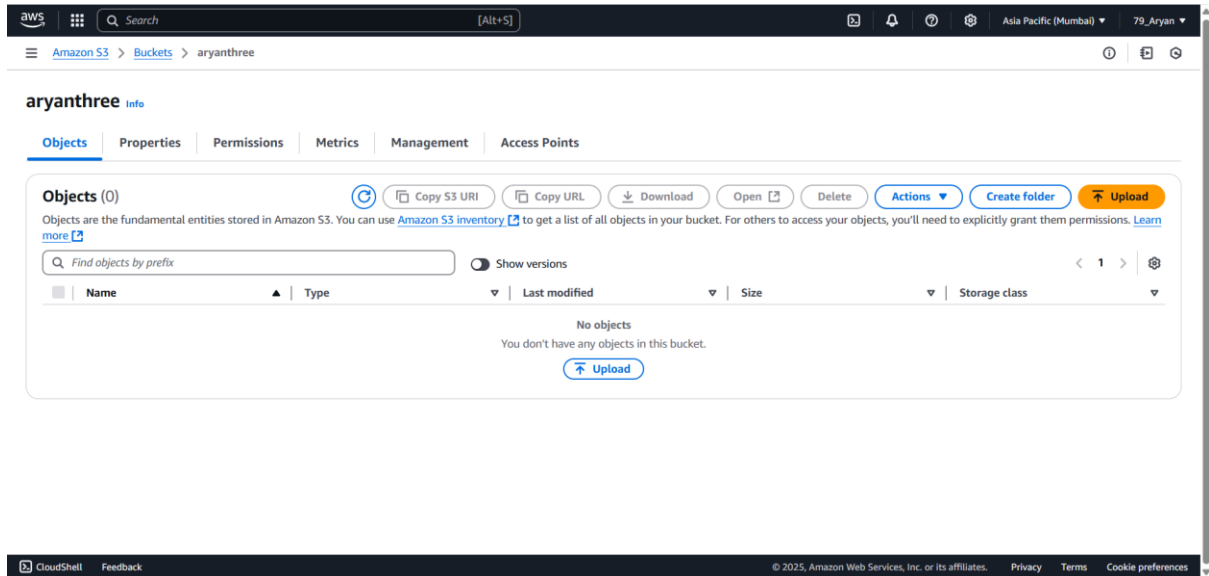 aws Search [Alt+S] Asia Pacific (Mumbai) 79_Aryan
Amazon S3 > Buckets > aryanthree
aryanthree Info
Objects Properties Permissions Metrics Management Access Points
Objects (0) Copy S3 URI Copy URL Download Open Delete Actions Create folder Upload
Objects are the fundamental entities stored in Amazon S3. You can use Amazon S3 inventory to get a list of all objects in your bucket. For others to access your objects, you'll need to explicitly grant them permissions. Learn
more
Find objects by prefix Show versions < 1 >
Name Type Last modified Size Storage class
No objects
You don't have any objects in this bucket.
Upload
CloudShell Feedback © 2025, Amazon Web Services, Inc. or its affiliates. Privacy Terms Cookie preferences